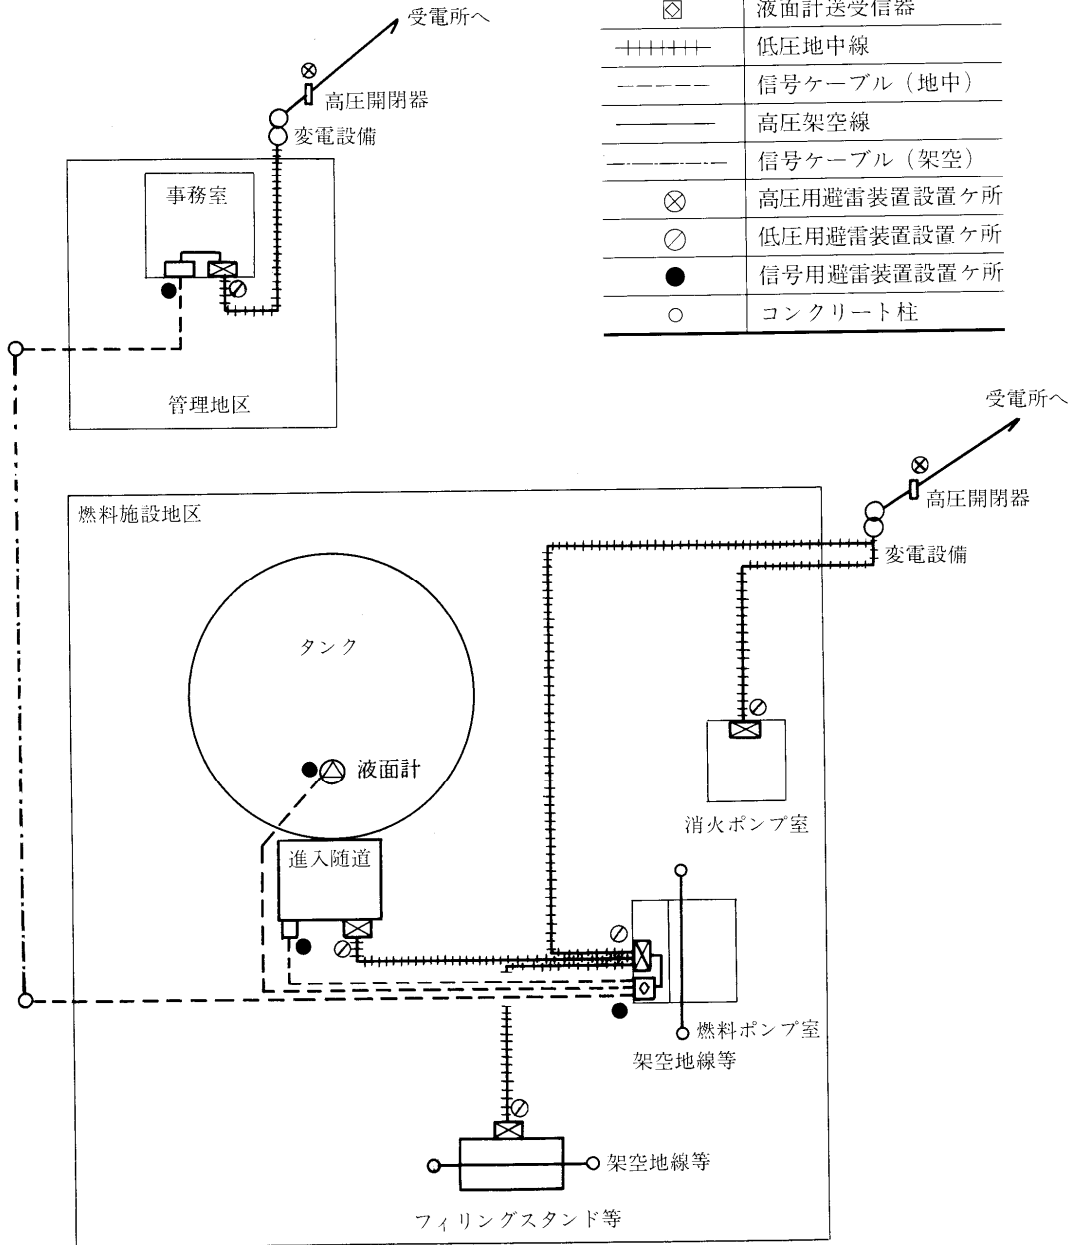 受電所へ
高圧開閉器
変電設備
事務室
管理地区
液面計送受信器
低圧地中線
信号ケーブル（地中）
高圧架空線
信号ケーブル（架空）
高圧用避雷装置設置ケ所
低圧用避雷装置設置ケ所
信号用避雷装置設置ケ所
コンクリート柱
受電所へ
高圧開閉器
変電設備
燃料施設地区
タンク
液面計
進入随道
消火ポンプ室
燃料ポンプ室
架空地線等
架空地線等
フィリングスタンド等